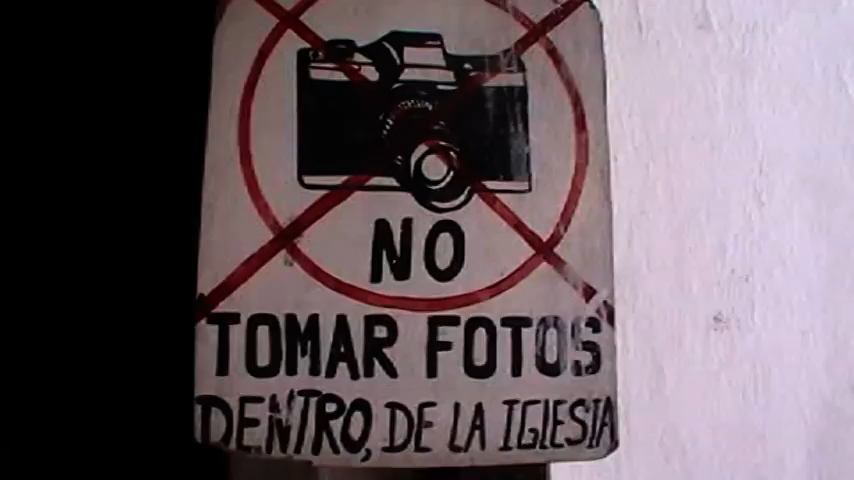 NO
TOMAR FOTOS
DENTRO, DE LA IGLESIA